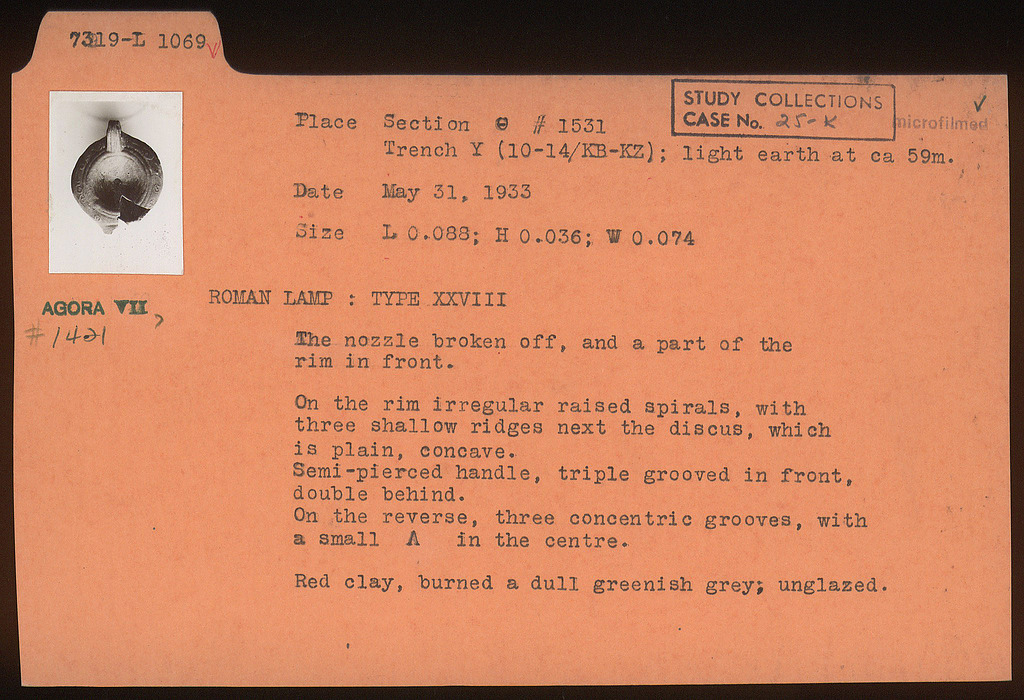 7319-L 1069 ✓
STUDY COLLECTIONS
CASE No. 25-K
✓
microfilmed
Place Section Θ # 1531
Trench Y (10-14/KB-KZ); light earth at ca 59m.
Date May 31, 1933
Size L 0.088; H 0.036; W 0.074
AGORA VII,
#1421
ROMAN LAMP : TYPE XXVIII
The nozzle broken off, and a part of the
rim in front.
On the rim irregular raised spirals, with
three shallow ridges next the discus, which
is plain, concave.
Semi-pierced handle, triple grooved in front,
double behind.
On the reverse, three concentric grooves, with
a small Λ in the centre.
Red clay, burned a dull greenish grey; unglazed.